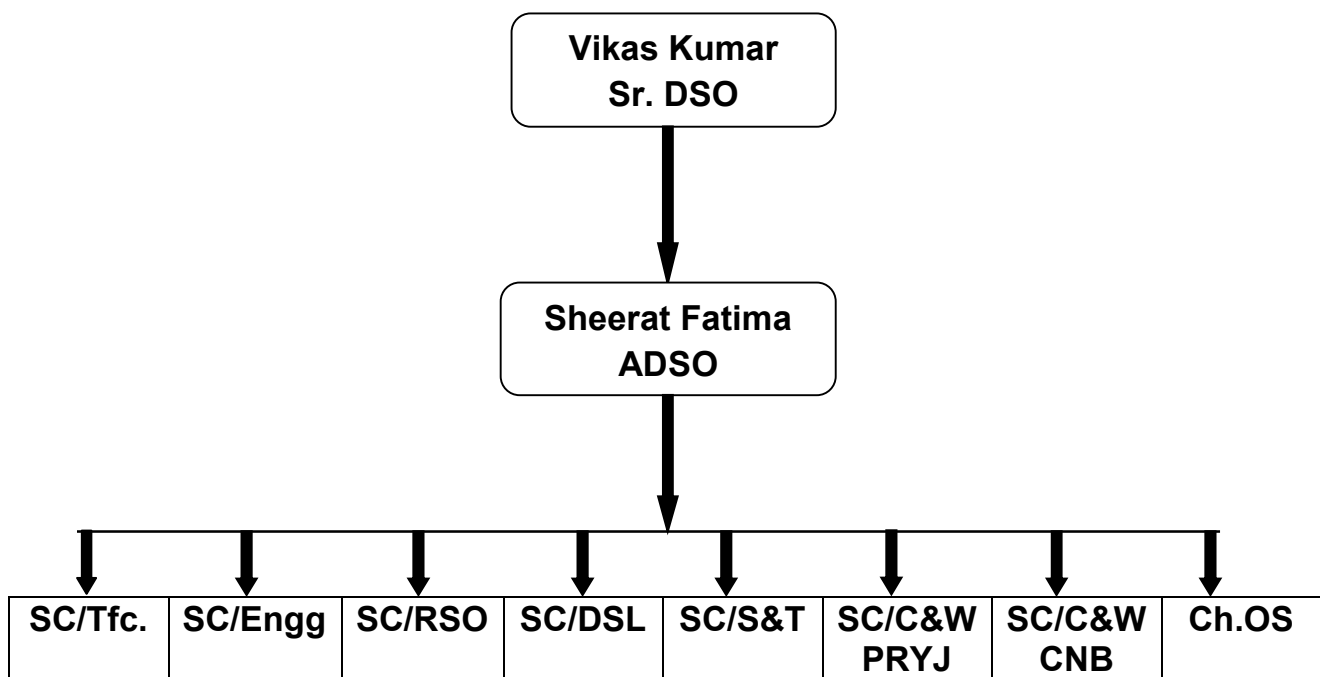 Vikas Kumar
Sr. DSO
Sheerat Fatima
ADSO
SC/Tfc.
SC/Engg
SC/RSO
SC/DSL
SC/S&T
SC/C&W
PRYJ
SC/C&W
CNB
Ch.OS